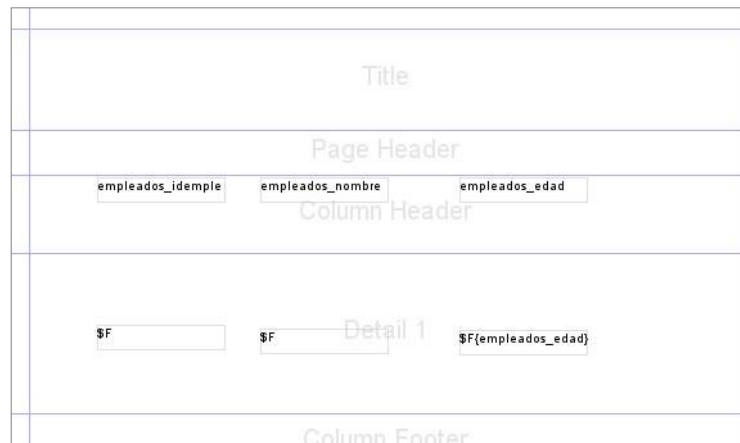 Title
Page Header
empleados_idemple empleados_nombre empleados_edad
Column Header
Detail 1
$F $F $F{empleados_edad}
Column Footer